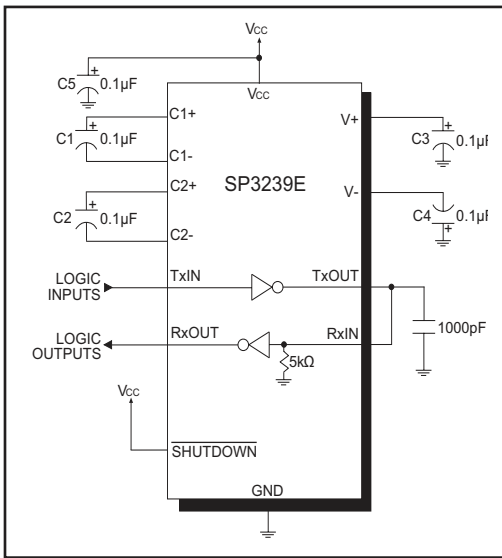 VCC
C5
+
0.1µF
VCC
C1
+
0.1µF
C1+
C1-
C2
+
0.1µF
C2+
C2-
SP3239E
V+
C3
+
0.1µF
V-
C4
+
0.1µF
LOGIC
INPUTS
TxIN
TxOUT
LOGIC
OUTPUTS
RxOUT
RxIN
5kΩ
1000pF
VCC
SHUTDOWN
GND